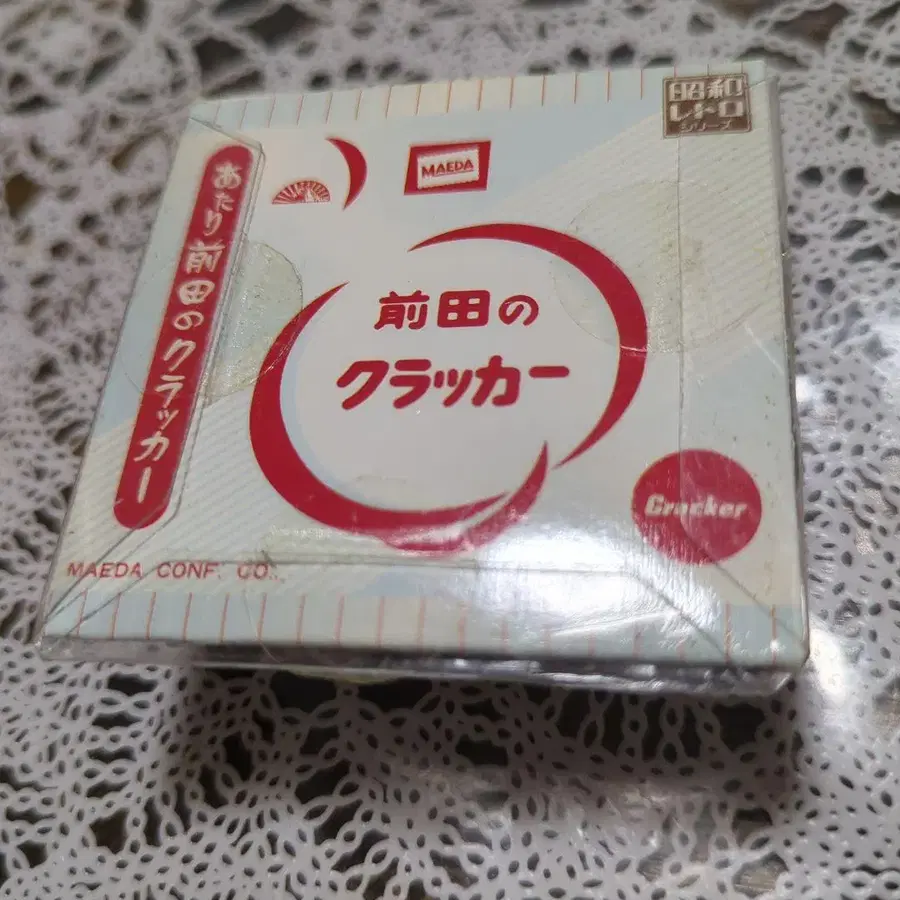 昭和
レトロ
シリーズ
MAEDA
あたり前田のクラッカー
前田の
クラッカー
Cracker
MAEDA CONF. CO.,